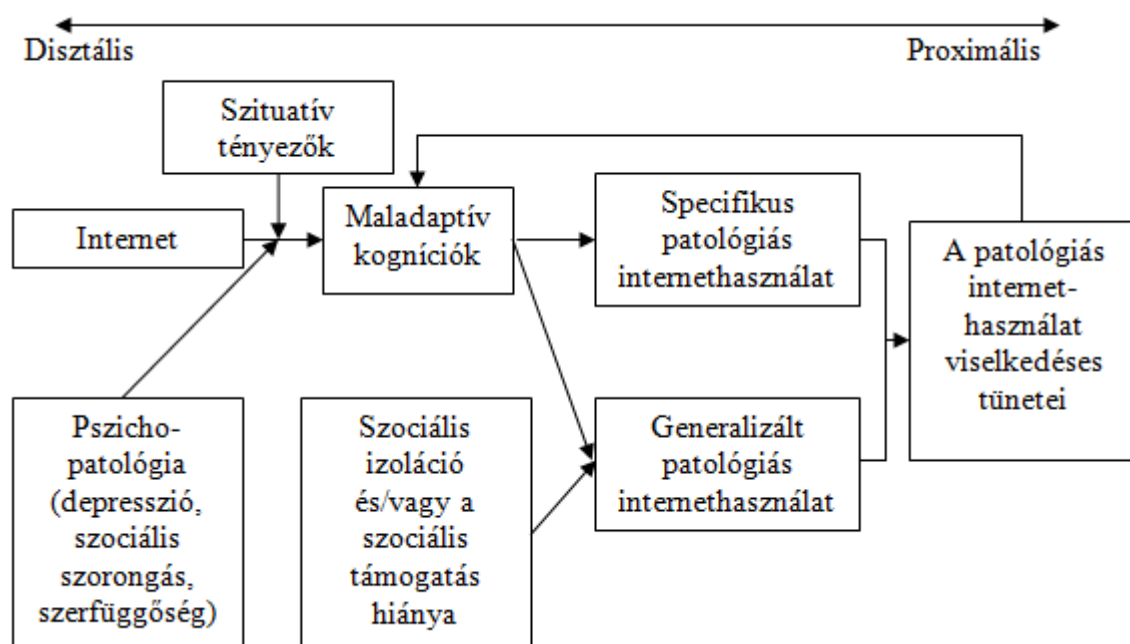 Disztális
Proximális
Szituatív
tényezők
Internet
Maladaptív
kogníciók
Specifikus
patológiás
internethasználat
A patológiás
internet-
használat
viselkedéses
tünetei
Pszicho-
patológia
(depresszió,
szociális
szorongás,
szerfüggőség)
Szociális
izoláció
és/vagy a
szociális
támogatás
hiánya
Generalizált
patológiás
internethasználat